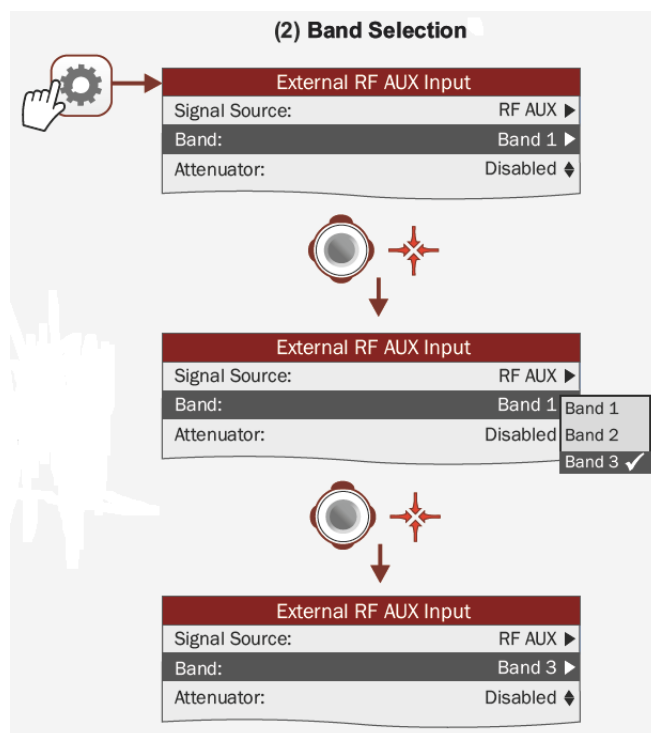 (2) Band Selection
External RF AUX Input
Signal Source: RF AUX ▶
Band: Band 1 ▶
Attenuator: Disabled ♦
External RF AUX Input
Signal Source: RF AUX ▶
Band: Band 1
Band 1
Attenuator: Disabled
Band 2
Band 3 ✓
External RF AUX Input
Signal Source: RF AUX ▶
Band: Band 3 ▶
Attenuator: Disabled ♦